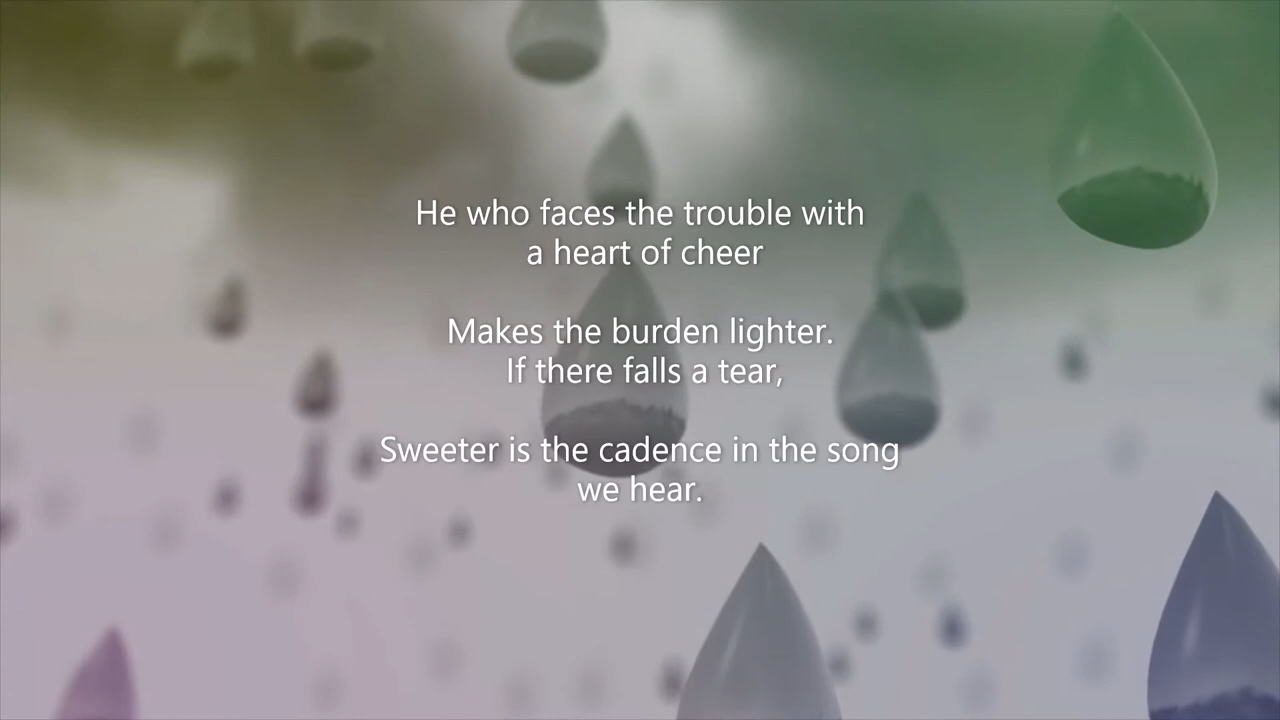 He who faces the trouble with
a heart of cheer
Makes the burden lighter.
If there falls a tear,
Sweeter is the cadence in the song
we hear.